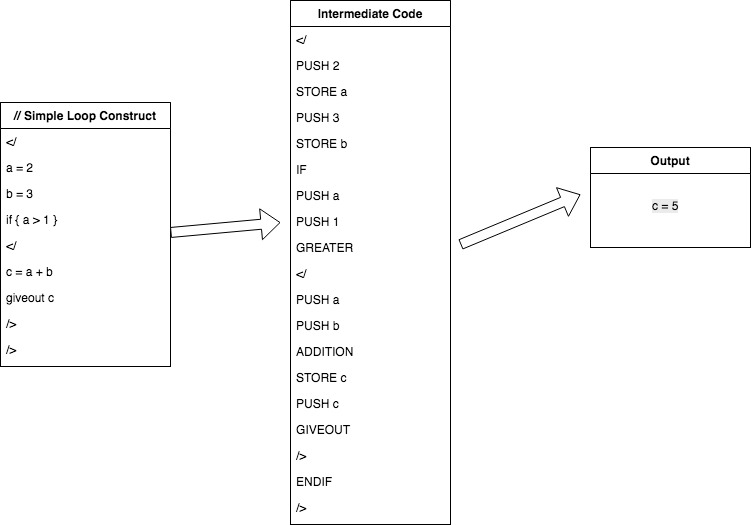 // Simple Loop Construct
</
a = 2
b = 3
if { a > 1 }
</
c = a + b
giveout c
/>
/>
Intermediate Code
</
PUSH 2
STORE a
PUSH 3
STORE b
IF
PUSH a
PUSH 1
GREATER
</
PUSH a
PUSH b
ADDITION
STORE c
PUSH c
GIVEOUT
/>
ENDIF
/>
Output
c = 5